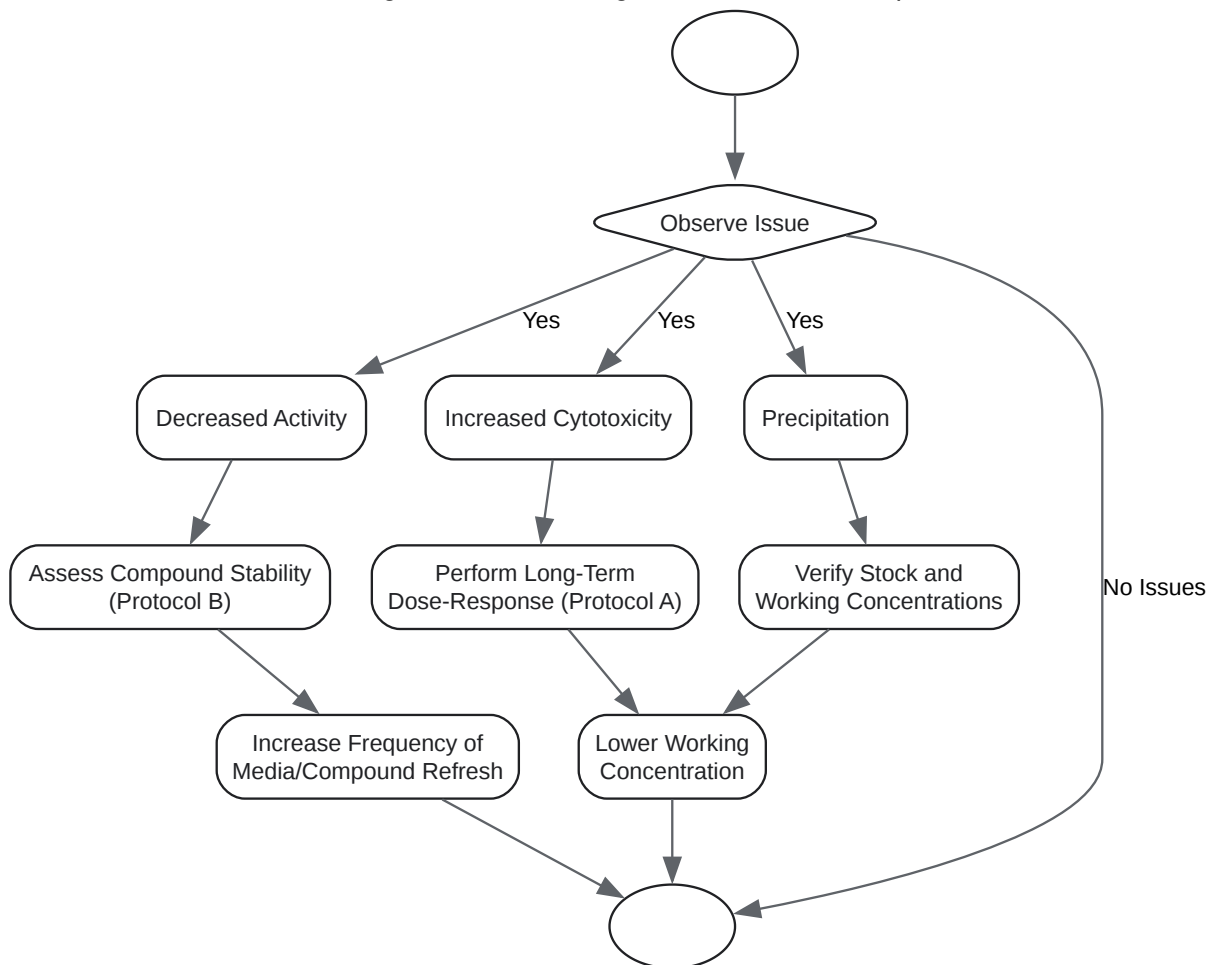 Observe Issue
Yes
Yes
Yes
Decreased Activity
Increased Cytotoxicity
Precipitation
Assess Compound Stability
(Protocol B)
Perform Long-Term
Dose-Response (Protocol A)
Verify Stock and
Working Concentrations
No Issues
Increase Frequency of
Media/Compound Refresh
Lower Working
Concentration